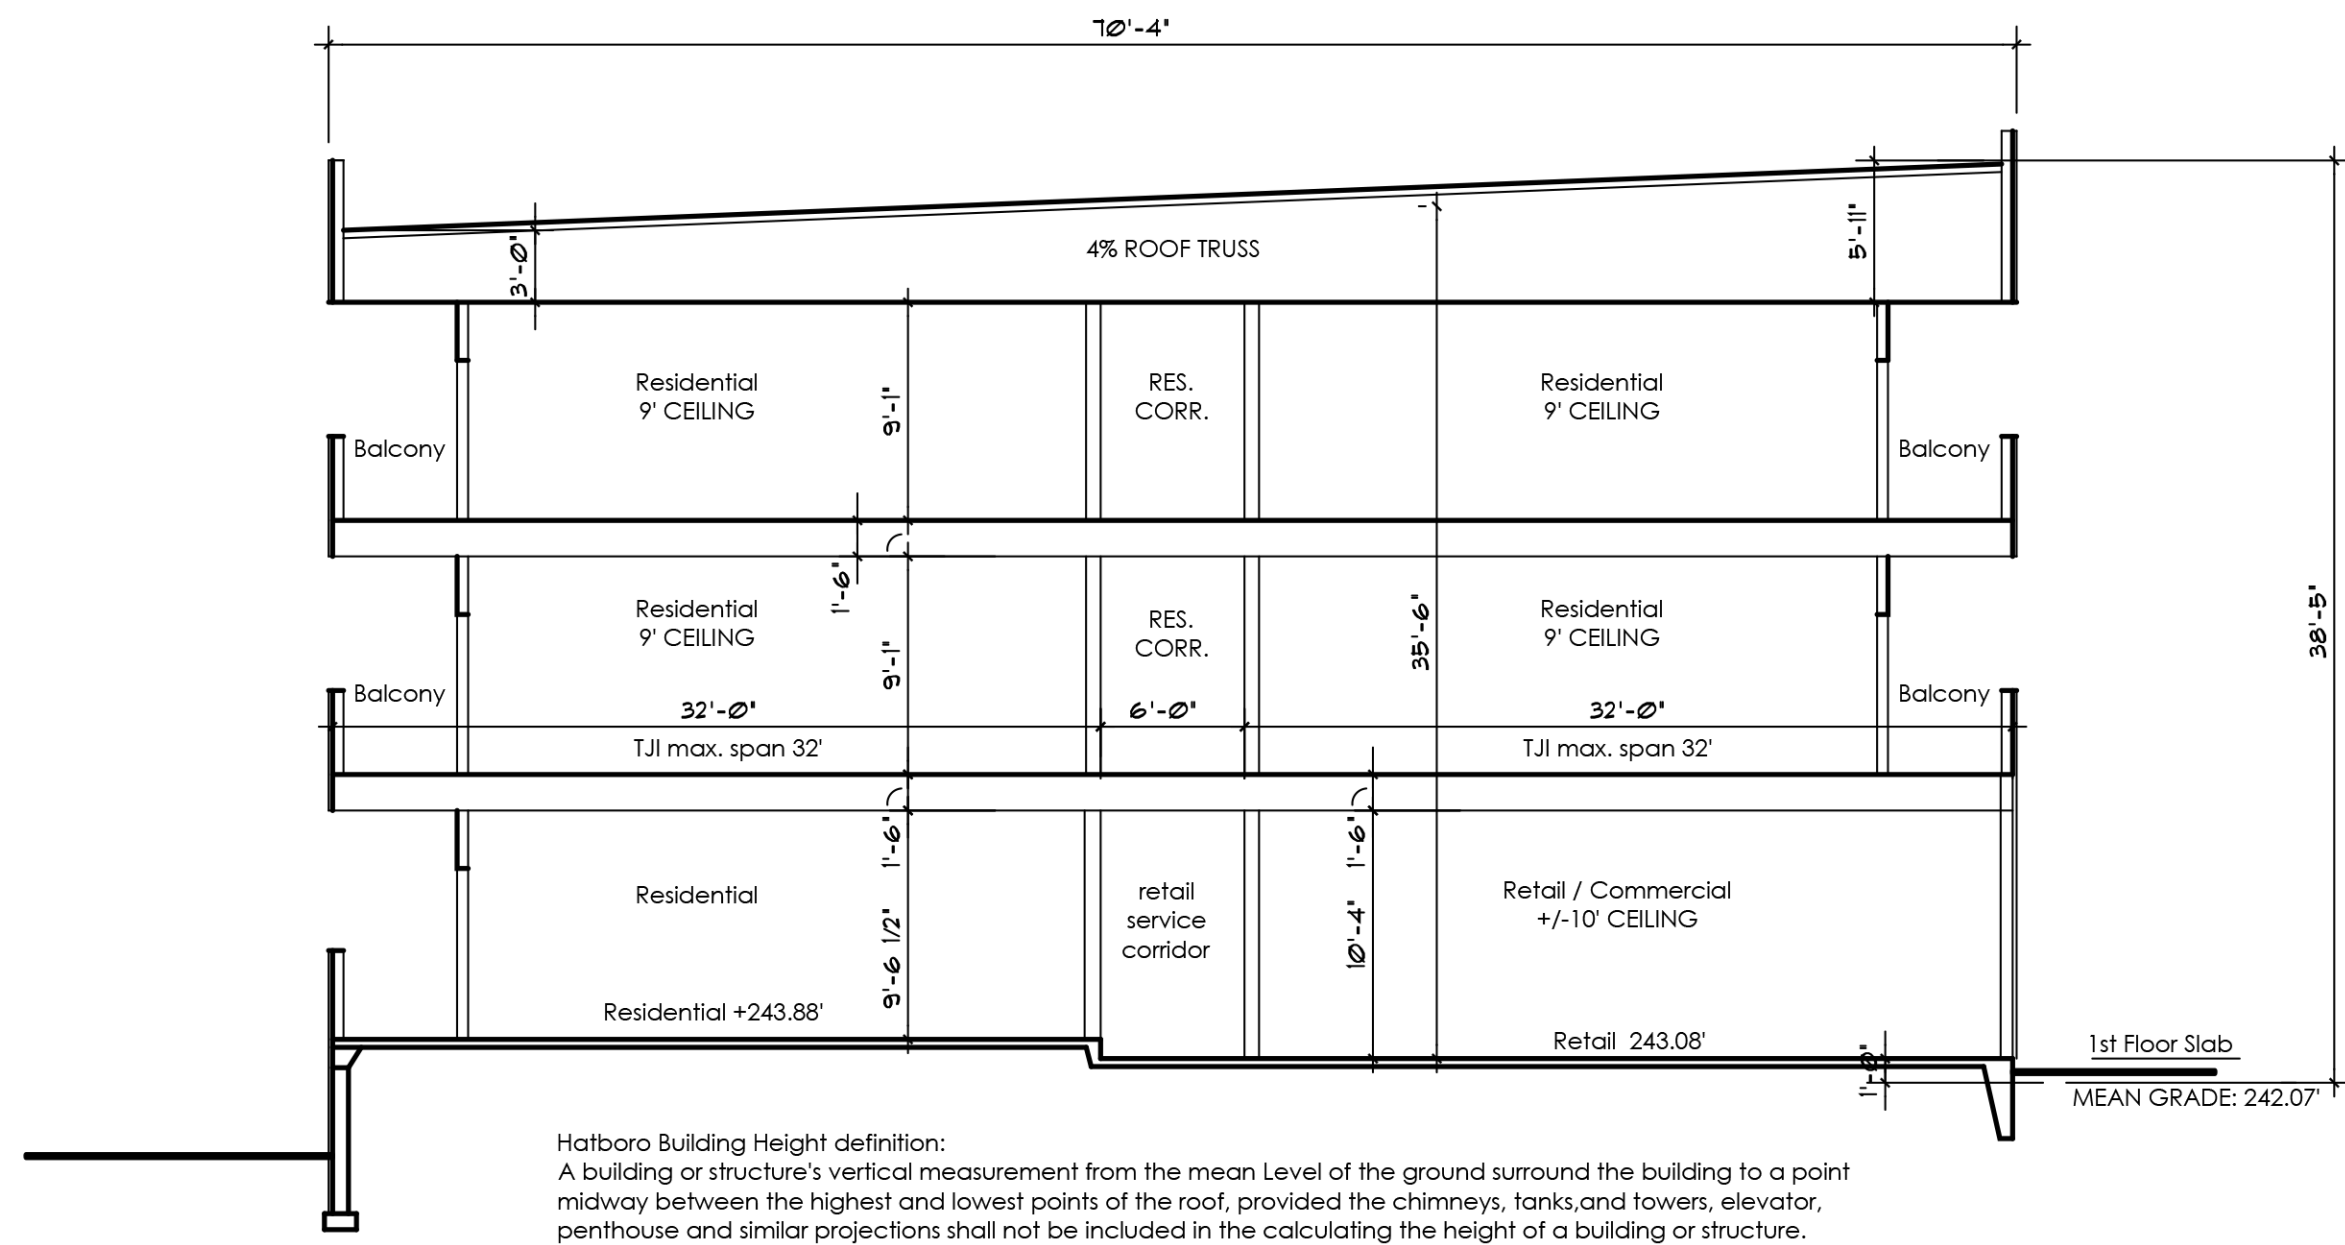 70'-4"
5'-11"
3'-0"
4% ROOF TRUSS
Residential
9' CEILING
9'-1"
RES.
CORR.
Residential
9' CEILING
Balcony
Balcony
1'-6"
Residential
9' CEILING
9'-1"
RES.
CORR.
35'-6"
Residential
9' CEILING
38'-5"
Balcony
Balcony
32'-0"
6'-0"
32'-0"
TJI max. span 32'
TJI max. span 32'
1'-6"
1'-6"
Residential
9'-6 1/2"
retail
service
corridor
10'-4"
Retail / Commercial
+/-10' CEILING
Residential +243.88'
Retail 243.08'
1'-0"
1st Floor Slab
MEAN GRADE: 242.07'
Hatboro Building Height definition:
A building or structure's vertical measurement from the mean Level of the ground surround the building to a point
midway between the highest and lowest points of the roof, provided the chimneys, tanks,and towers, elevator,
penthouse and similar projections shall not be included in the calculating the height of a building or structure.